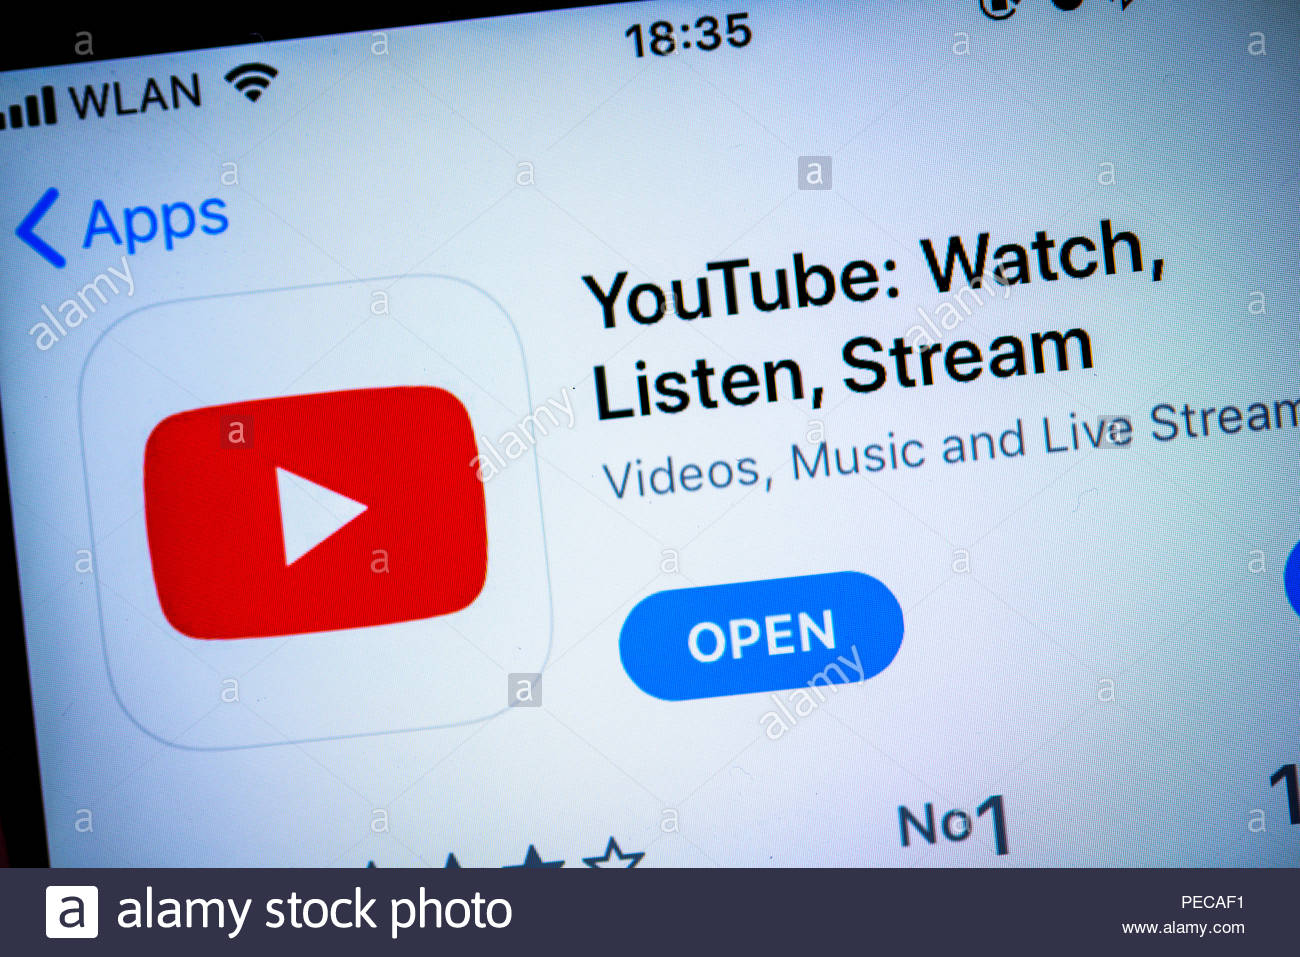 18:35
WLAN
Apps
YouTube: Watch,
Listen, Stream
Videos, Music and Live Stream
OPEN
No1
1
a alamy stock photo
PECAF1
www.alamy.com